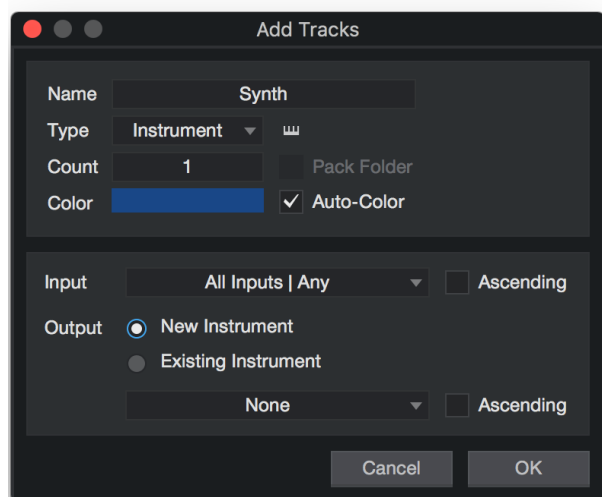 Add Tracks
Name Synth
Type Instrument
Count 1 Pack Folder
Color Auto-Color
Input All Inputs | Any Ascending
Output New Instrument
Existing Instrument
None Ascending
Cancel OK